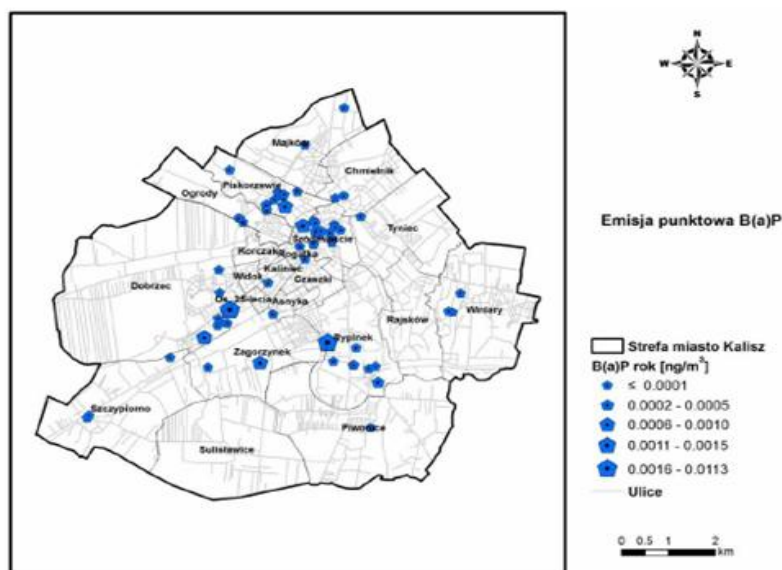 N
W E
S
Majków
Chmielnik
Piskorzewie
Ogrody
Tyniec
Emisja punktowa B(a)P
Śródmieście
Korczak
Rogatka
Kaliniec
Widok
Czaszki
Dobrzec
Asnyka
Rajsków
Winiary
Rypinek
Zagorzynek
Szczypiorno
Piwonice
Sulisławice
Strefa miasto Kalisz
B(a)P rok [ng/m³]
≤ 0.0001
0.0002 - 0.0005
0.0006 - 0.0010
0.0011 - 0.0015
0.0016 - 0.0113
Ulice
0 0.5 1 2
km